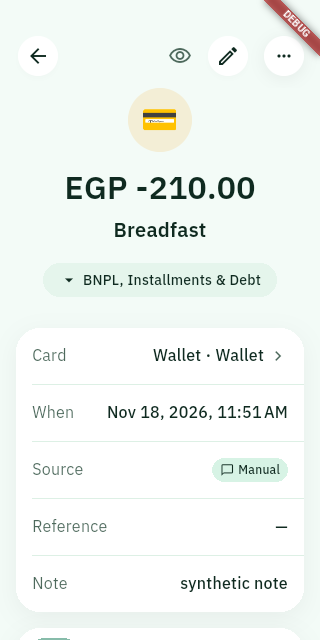 DEBUG
EGP -210.00
Breadfast
BNPL, Installments & Debt
Card Wallet · Wallet
When Nov 18, 2026, 11:51 AM
Source Manual
Reference —
Note synthetic note